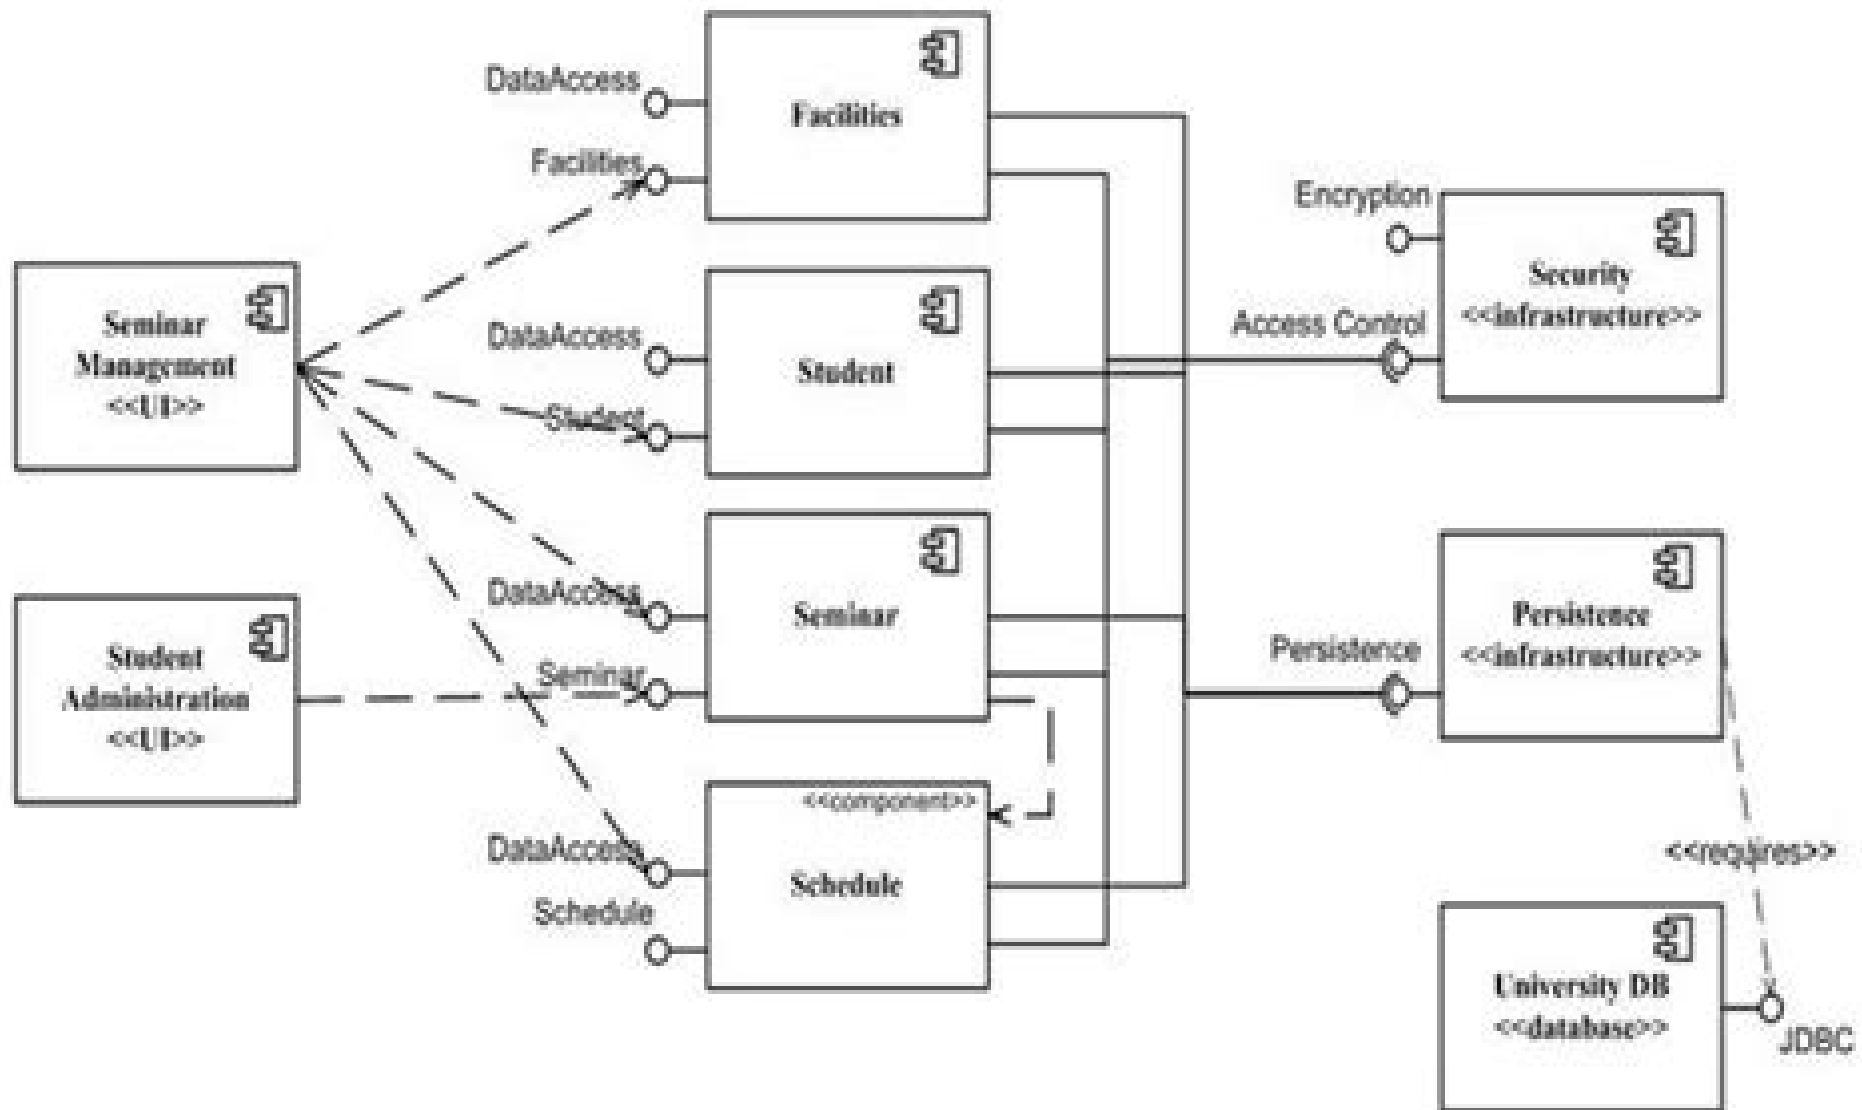 DataAccess
Facilities
Facilities
Encryption
Security
<<infrastructure>>
Access Control
Seminar
Management
<<UI>>
DataAccess
Student
Student
DataAccess
Seminar
Seminar
Persistence
<<infrastructure>>
Persistence
Student
Administration
<<UI>>
<<component>>
DataAccess
Schedule
Schedule
<<requires>>
University DB
<<database>>
JDBC